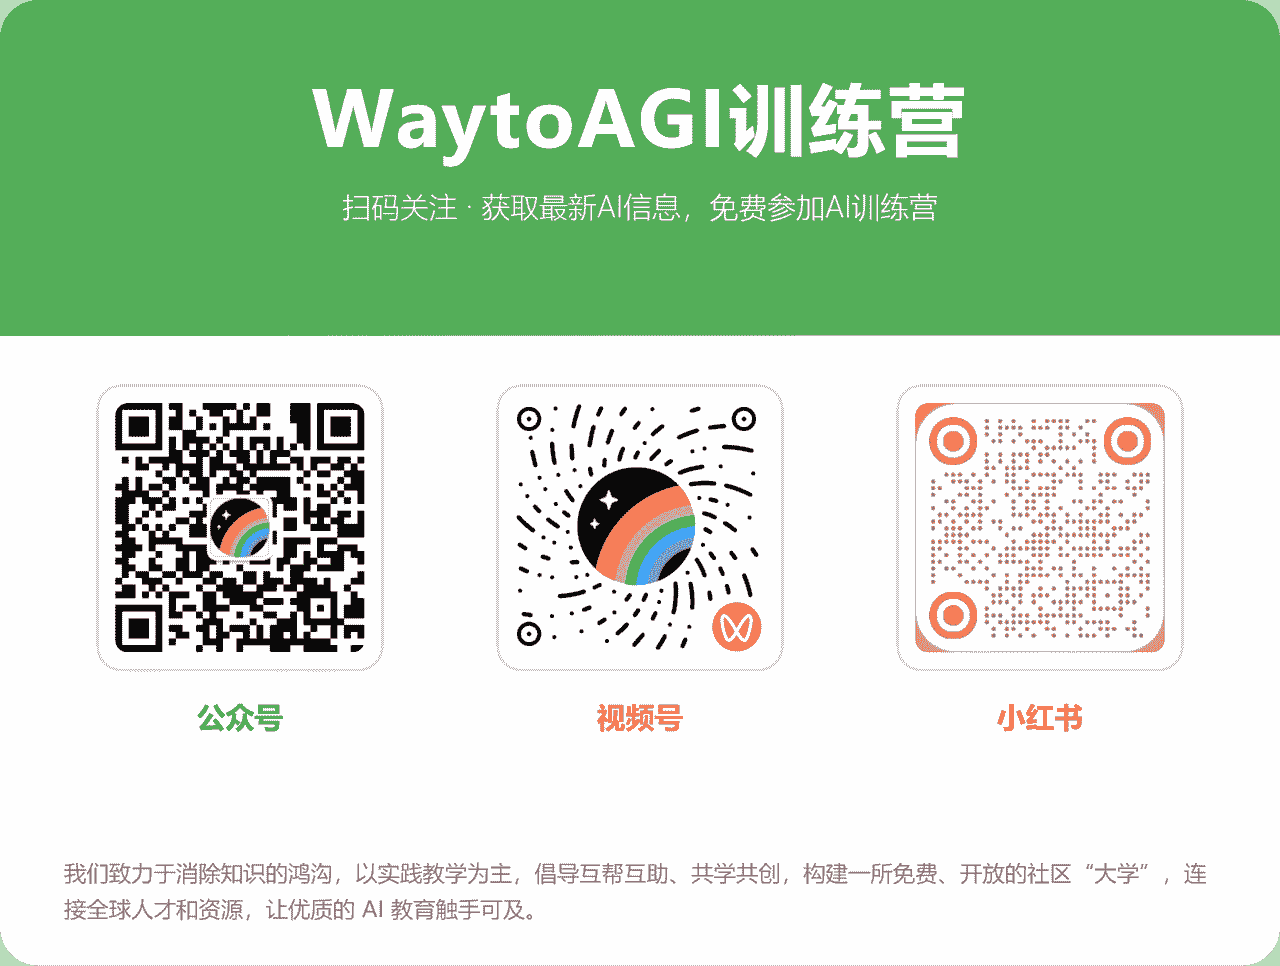 WaytoAGI训练营
扫码关注 · 获取最新AI信息，免费参加AI训练营
公众号
视频号
小红书
我们致力于消除知识的鸿沟，以实践教学为主，倡导互帮互助、共学共创，构建一所免费、开放的社区“大学”，连
接全球人才和资源，让优质的 AI 教育触手可及。